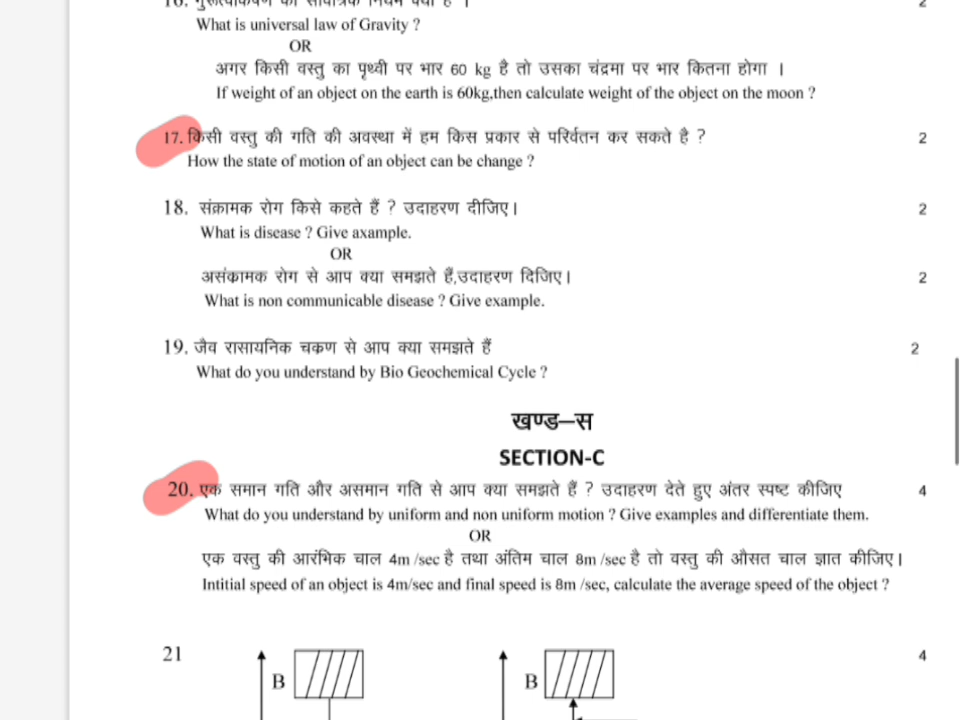 16. गुरूत्वाकर्षण का सार्वत्रिक नियम क्या है ।
2
What is universal law of Gravity ?
OR
अगर किसी वस्तु का पृथ्वी पर भार 60 kg है तो उसका चंद्रमा पर भार कितना होगा ।
If weight of an object on the earth is 60kg,then calculate weight of the object on the moon ?
17. किसी वस्तु की गति की अवस्था में हम किस प्रकार से परिर्वतन कर सकते है ? 2
How the state of motion of an object can be change ?
18. संक्रामक रोग किसे कहते हैं ? उदाहरण दीजिए। 2
What is disease ? Give axample.
OR
असंकामक रोग से आप क्या समझते हैं,उदाहरण दिजिए। 2
What is non communicable disease ? Give example.
19. जैव रासायनिक चकण से आप क्या समझते हैं 2
What do you understand by Bio Geochemical Cycle ?
खण्ड–स
SECTION-C
20. एक समान गति और असमान गति से आप क्या समझते हैं ? उदाहरण देते हुए अंतर स्पष्ट कीजिए 4
What do you understand by uniform and non uniform motion ? Give examples and differentiate them.
OR
एक वस्तु की आरंभिक चाल 4m /sec है तथा अंतिम चाल 8m /sec है तो वस्तु की औसत चाल ज्ञात कीजिए।
Intitial speed of an object is 4m/sec and final speed is 8m /sec, calculate the average speed of the object ?
21 4
B B